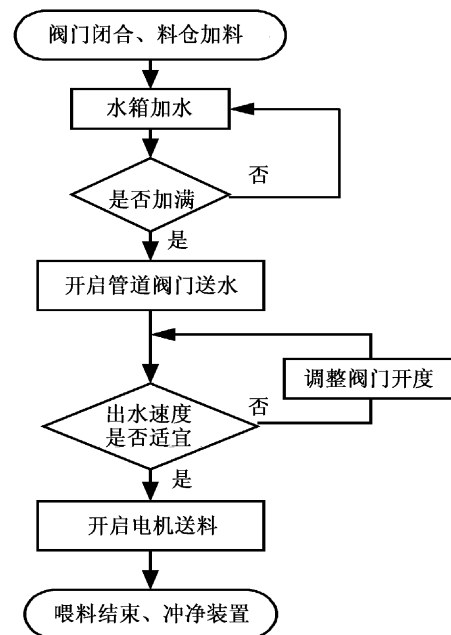 阀门闭合、料仓加料
水箱加水
否
是否加满
是
开启管道阀门送水
调整阀门开度
出水速度
是否适宜
否
是
开启电机送料
喂料结束、冲净装置